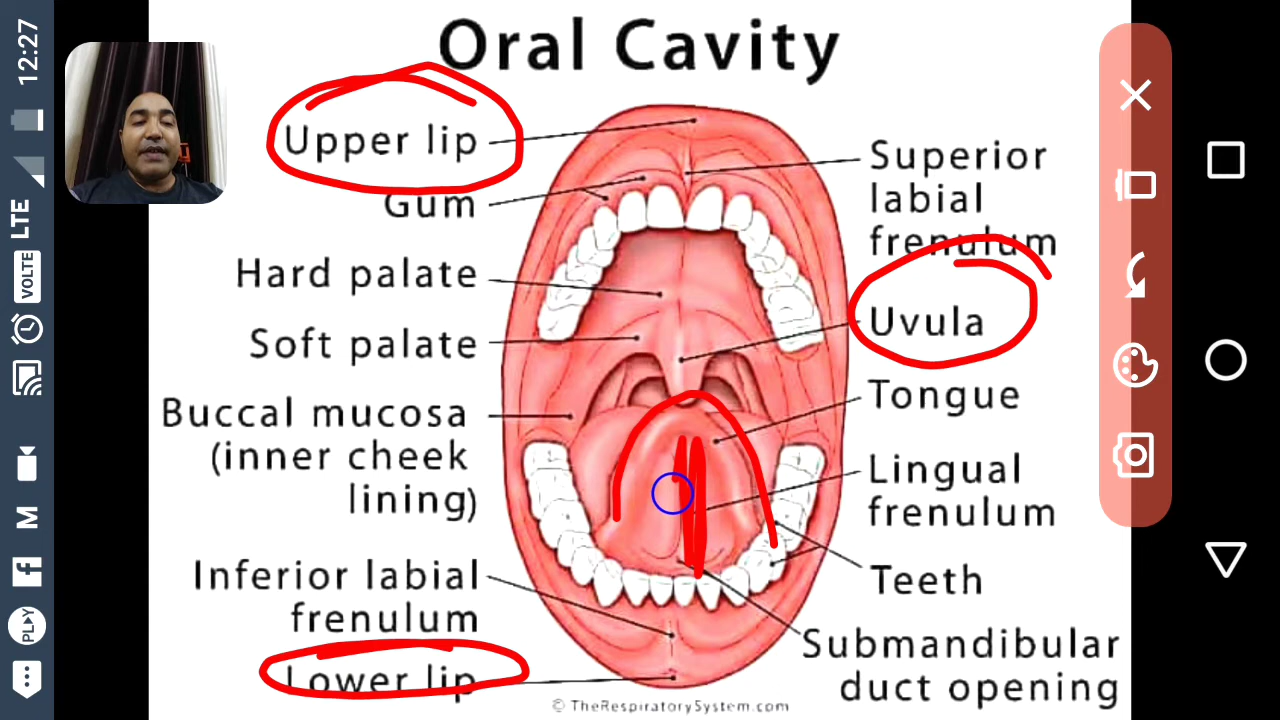 12:27
LTE
VOLTE
M
f
PL▶Y
Oral Cavity
Upper lip
Gum
Hard palate
Soft palate
Buccal mucosa
(inner cheek
lining)
Inferior labial
frenulum
Lower lip
Superior
labial
frenulum
Uvula
Tongue
Lingual
frenulum
Teeth
Submandibular
duct opening
© TheRespiratorySystem.com